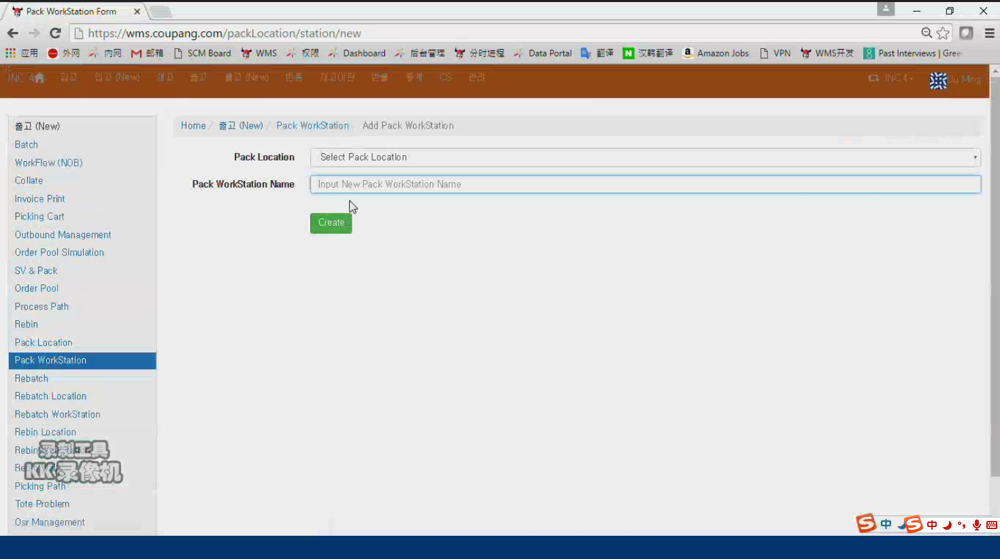 Pack WorkStation Form
https://wms.coupang.com/packLocation/station/new
应用 外网 内网 邮箱 SCM Board WMS 权限 Dashboard 后台管理 分时进程 Data Portal 翻译 汉韩翻译 Amazon Jobs VPN WMS开发 Past Interviews | Gree
INC 4 입고 입고 (New) 재고 출고 출고 (New) 반품 재고이관 반출 통계 CS 관리 INC 4 Du Ming
출고 (New)
Home / 출고 (New) / Pack WorkStation Add Pack WorkStation
Batch
WorkFlow (NOB)
Collate
Invoice Print
Picking Cart
Outbound Management
Order Pool Simulation
SV & Pack
Order Pool
Process Path
Rebin
Pack Location
Pack WorkStation
Rebatch
Rebatch Location
Rebatch WorkStation
Rebin Location
Picking Path
Tote Problem
Osr Management
Pack Location Select Pack Location
Pack WorkStation Name Input New Pack WorkStation Name
Create
录制工具
KK录像机
中
中